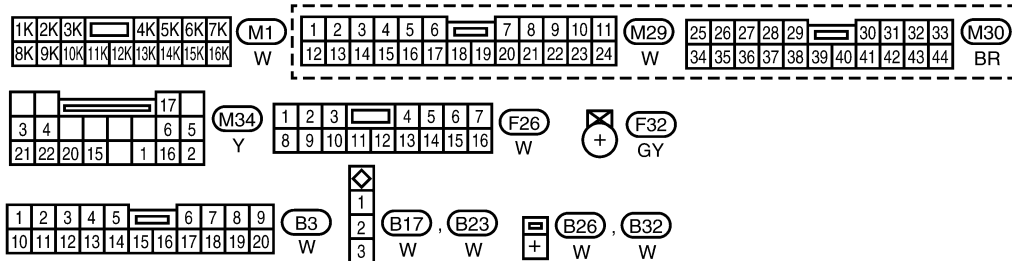 1K 2K 3K 4K 5K 6K 7K
8K 9K 10K 11K 12K 13K 14K 15K 16K
M1
W
1 2 3 4 5 6 7 8 9 10 11
12 13 14 15 16 17 18 19 20 21 22 23 24
M29
W
25 26 27 28 29 30 31 32 33
34 35 36 37 38 39 40 41 42 43 44
M30
BR
17
3 4 6 5
21 22 20 15 1 16 2
M34
Y
1 2 3 4 5 6 7
8 9 10 11 12 13 14 15 16
F26
W
+
F32
GY
1 2 3 4 5 6 7 8 9
10 11 12 13 14 15 16 17 18 19 20
B3
W
1
2
3
B17 , B23
W W
+
B26 , B32
W W